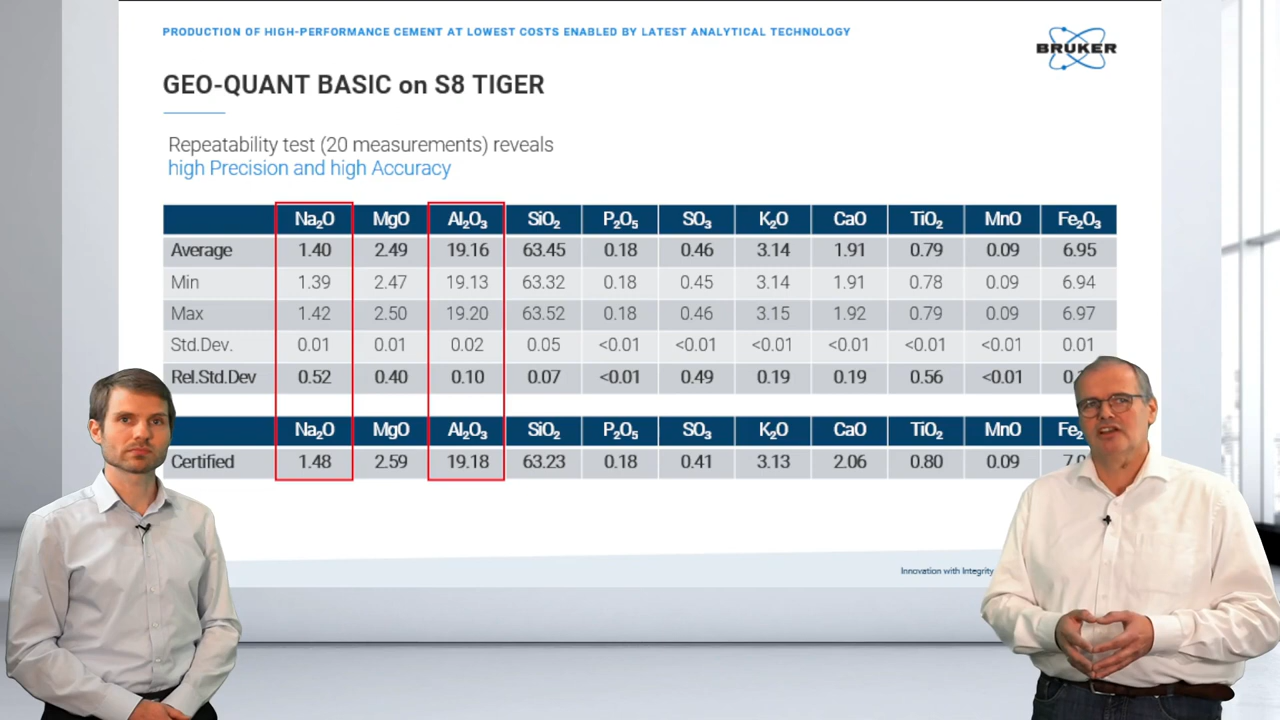 PRODUCTION OF HIGH-PERFORMANCE CEMENT AT LOWEST COSTS ENABLED BY LATEST ANALYTICAL TECHNOLOGY
BRUKER
GEO-QUANT BASIC on S8 TIGER
Repeatability test (20 measurements) reveals
high Precision and high Accuracy
Na₂O MgO Al₂O₃ SiO₂ P₂O₅ SO₃ K₂O CaO TiO₂ MnO Fe₂O₃
Average 1.40 2.49 19.16 63.45 0.18 0.46 3.14 1.91 0.79 0.09 6.95
Min 1.39 2.47 19.13 63.32 0.18 0.45 3.14 1.91 0.78 0.09 6.94
Max 1.42 2.50 19.20 63.52 0.18 0.46 3.15 1.92 0.79 0.09 6.97
Std.Dev. 0.01 0.01 0.02 0.05 <0.01 <0.01 <0.01 <0.01 <0.01 <0.01 0.01
Rel.Std.Dev 0.52 0.40 0.10 0.07 <0.01 0.49 0.19 0.19 0.56 <0.01
Na₂O MgO Al₂O₃ SiO₂ P₂O₅ SO₃ K₂O CaO TiO₂ MnO
Certified 1.48 2.59 19.18 63.23 0.18 0.41 3.13 2.06 0.80 0.09
Innovation with Integrity